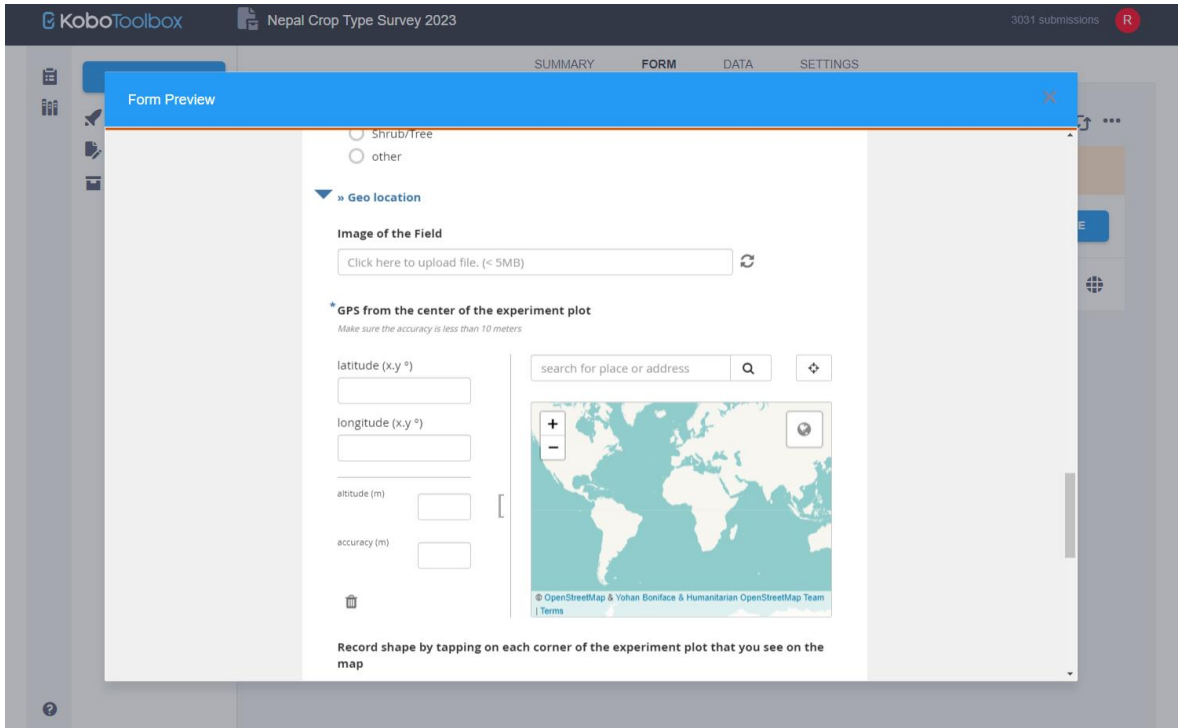 KoboToolbox
Nepal Crop Type Survey 2023
3031 submissions
R
SUMMARY FORM DATA SETTINGS
Form Preview
Shrub/Tree
other
» Geo location
Image of the Field
Click here to upload file. (< 5MB)
* GPS from the center of the experiment plot
Make sure the accuracy is less than 10 meters
latitude (x.y °)
search for place or address
longitude (x.y °)
+
−
altitude (m)
accuracy (m)
© OpenStreetMap & Yohan Boniface & Humanitarian OpenStreetMap Team
| Terms
Record shape by tapping on each corner of the experiment plot that you see on the
map